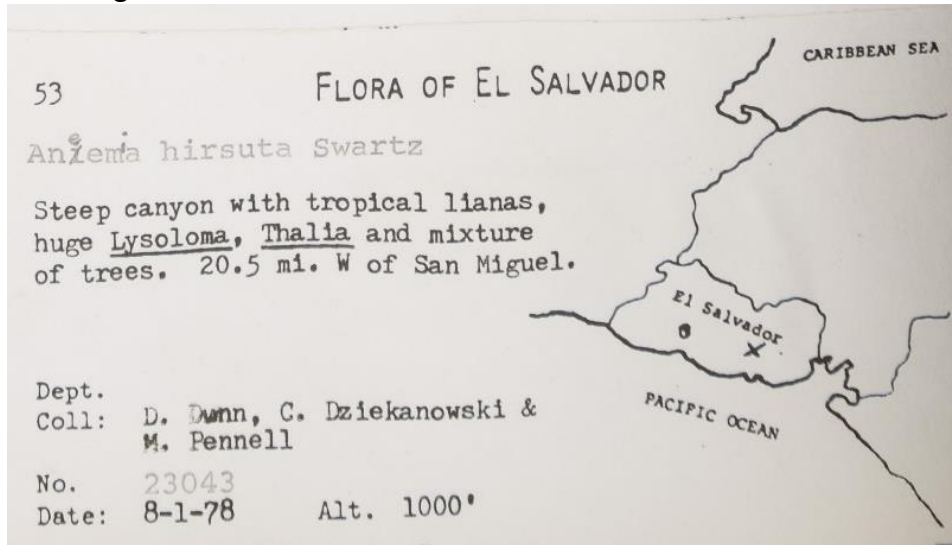 53
FLORA OF EL SALVADOR
CARIBBEAN SEA
hirsuta Swartz
Steep canyon with tropical lianas,
huge Lysoloma, Thalia and mixture
of trees. 20.5 mi. W of San Miguel.
El Salvador
PACIFIC OCEAN
Dept.
Coll: D. Dunn, C. Dziekanowski &
M. Pennell
No. 23043
Date: 8-1-78 Alt. 1000'